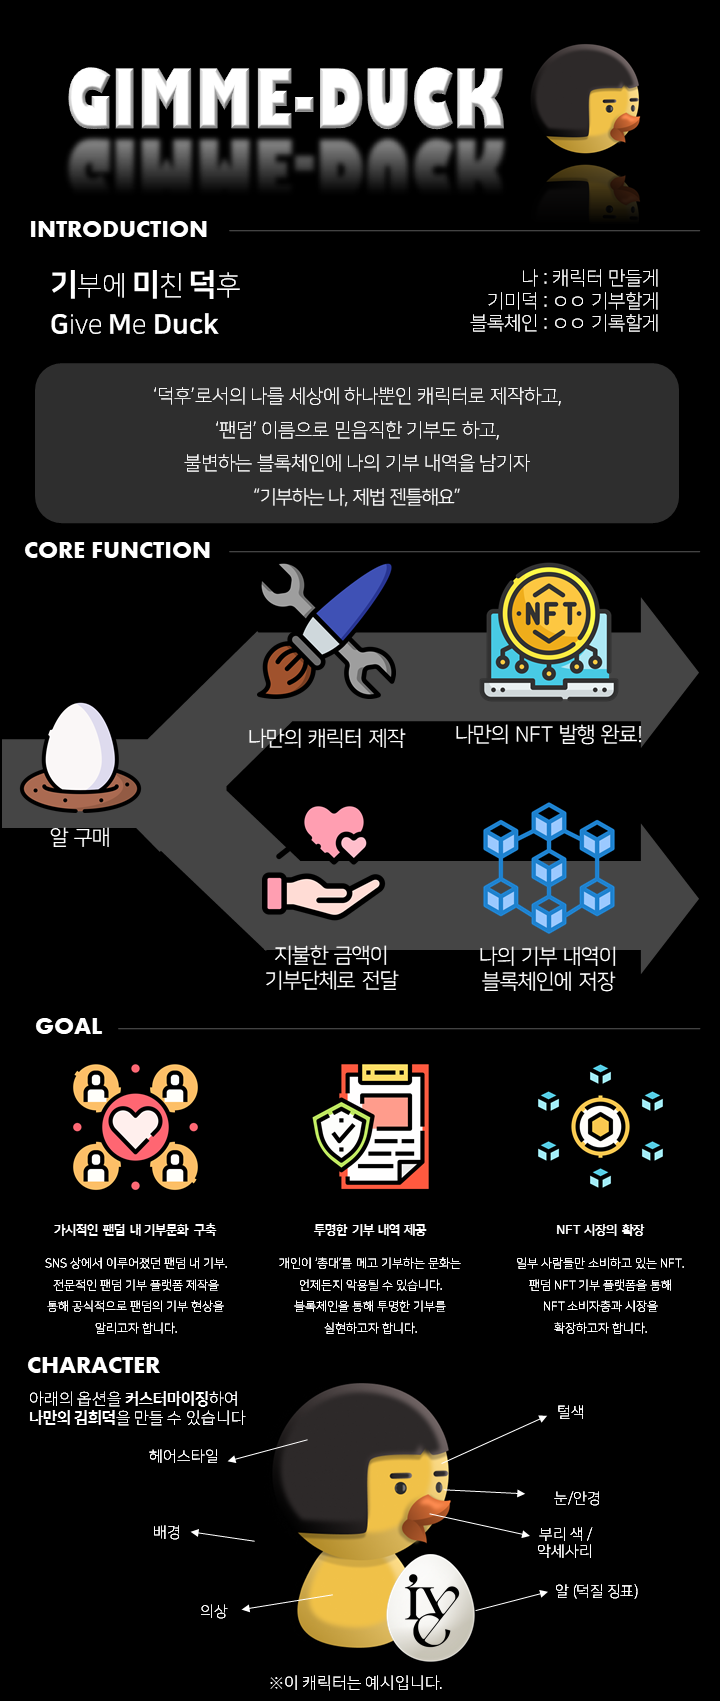 GIMME-DUCK
INTRODUCTION
기부에 미친 덕후
Give Me Duck
나 : 캐릭터 만들게
기미덕 : ㅇㅇ 기부할게
블록체인 : ㅇㅇ 기록할게
‘덕후’로서의 나를 세상에 하나뿐인 캐릭터로 제작하고,
‘팬덤’ 이름으로 믿음직한 기부도 하고,
불변하는 블록체인에 나의 기부 내역을 남기자
“기부하는 나, 제법 젠틀해요”
CORE FUNCTION
NFT
나만의 캐릭터 제작
나만의 NFT 발행 완료!
알 구매
지불한 금액이
기부단체로 전달
나의 기부 내역이
블록체인에 저장
GOAL
가시적인 팬덤 내 기부문화 구축
SNS 상에서 이루어졌던 팬덤 내 기부.
전문적인 팬덤 기부 플랫폼 제작을
통해 공식적으로 팬덤의 기부 현상을
알리고자 합니다.
투명한 기부 내역 제공
개인이 ‘총대’를 메고 기부하는 문화는
언제든지 악용될 수 있습니다.
블록체인을 통해 투명한 기부를
실현하고자 합니다.
NFT 시장의 확장
일부 사람들만 소비하고 있는 NFT.
팬덤 NFT 기부 플랫폼을 통해
NFT 소비자층과 시장을
확장하고자 합니다.
CHARACTER
아래의 옵션을 커스터마이징하여
나만의 김희덕을 만들 수 있습니다
헤어스타일
털색
눈/안경
배경
부리 색 /
악세사리
의상
알 (덕질 징표)
IVE
※이 캐릭터는 예시입니다.